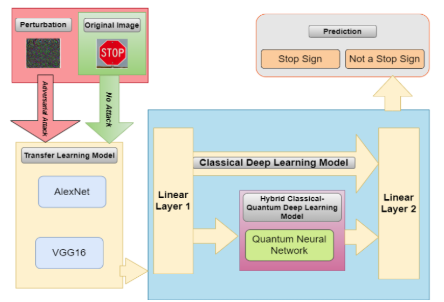 Perturbation
Original Image
STOP
Adversarial Attack
No Attack
Prediction
Stop Sign
Not a Stop Sign
Transfer Learning Model
AlexNet
VGG16
Linear
Layer 1
Classical Deep Learning Model
Hybrid Classical-
Quantum Deep Learning
Model
Quantum Neural
Network
Linear
Layer 2